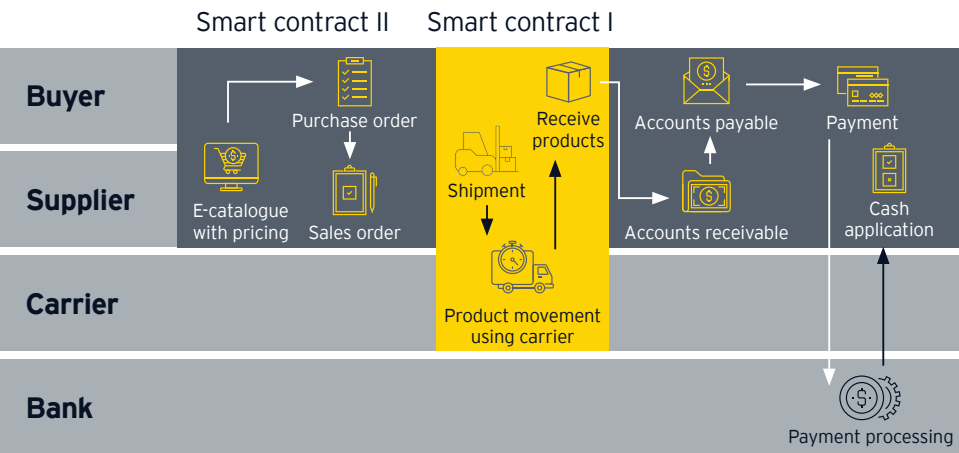 Smart contract II
Smart contract I
Buyer
Purchase order
Receive
products
Accounts payable
Payment
Supplier
E-catalogue
with pricing
Sales order
Shipment
Accounts receivable
Cash
application
Carrier
Product movement
using carrier
Bank
Payment processing